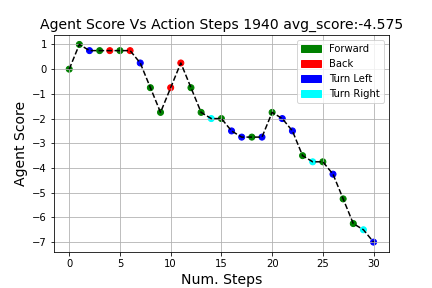 Agent Score Vs Action Steps 1940 avg_score:-4.575
Agent Score
1
0
−1
−2
−3
−4
−5
−6
−7
Forward
Back
Turn Left
Turn Right
0 5 10 15 20 25 30
Num. Steps